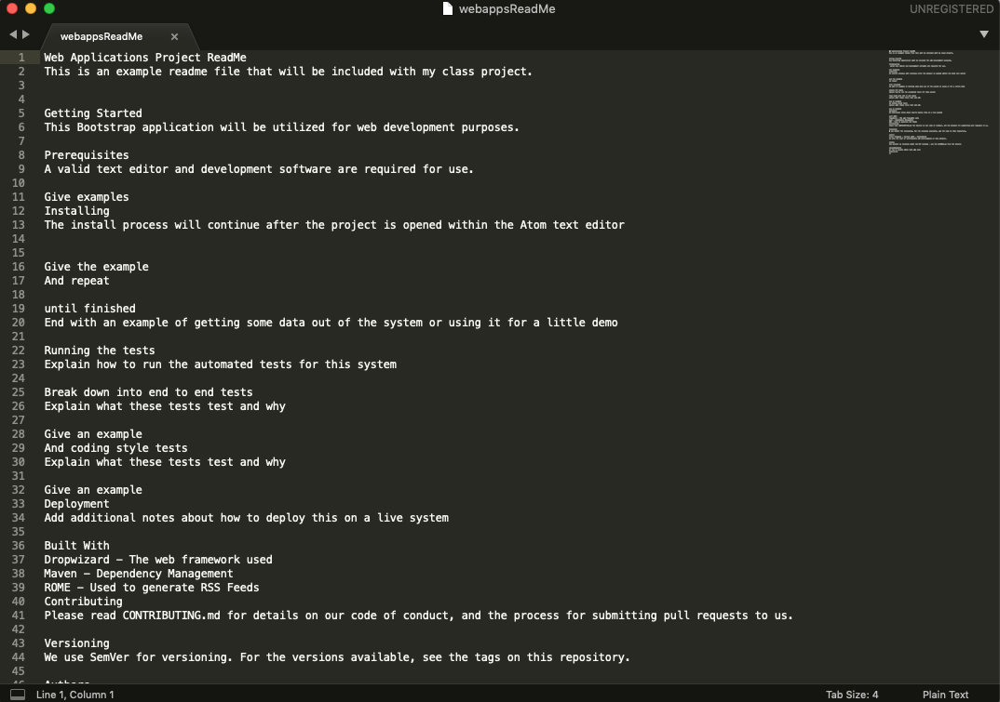 webappsReadMe
UNREGISTERED
webappsReadMe ×
1 Web Applications Project ReadMe
2 This is an example readme file that will be included with my class project.
3
4
5 Getting Started
6 This Bootstrap application will be utilized for web development purposes.
7
8 Prerequisites
9 A valid text editor and development software are required for use.
10
11 Give examples
12 Installing
13 The install process will continue after the project is opened within the Atom text editor
14
15
16 Give the example
17 And repeat
18
19 until finished
20 End with an example of getting some data out of the system or using it for a little demo
21
22 Running the tests
23 Explain how to run the automated tests for this system
24
25 Break down into end to end tests
26 Explain what these tests test and why
27
28 Give an example
29 And coding style tests
30 Explain what these tests test and why
31
32 Give an example
33 Deployment
34 Add additional notes about how to deploy this on a live system
35
36 Built With
37 Dropwizard – The web framework used
38 Maven – Dependency Management
39 ROME – Used to generate RSS Feeds
40 Contributing
41 Please read CONTRIBUTING.md for details on our code of conduct, and the process for submitting pull requests to us.
42
43 Versioning
44 We use SemVer for versioning. For the versions available, see the tags on this repository.
45
46 Authors
Line 1, Column 1
Tab Size: 4
Plain Text